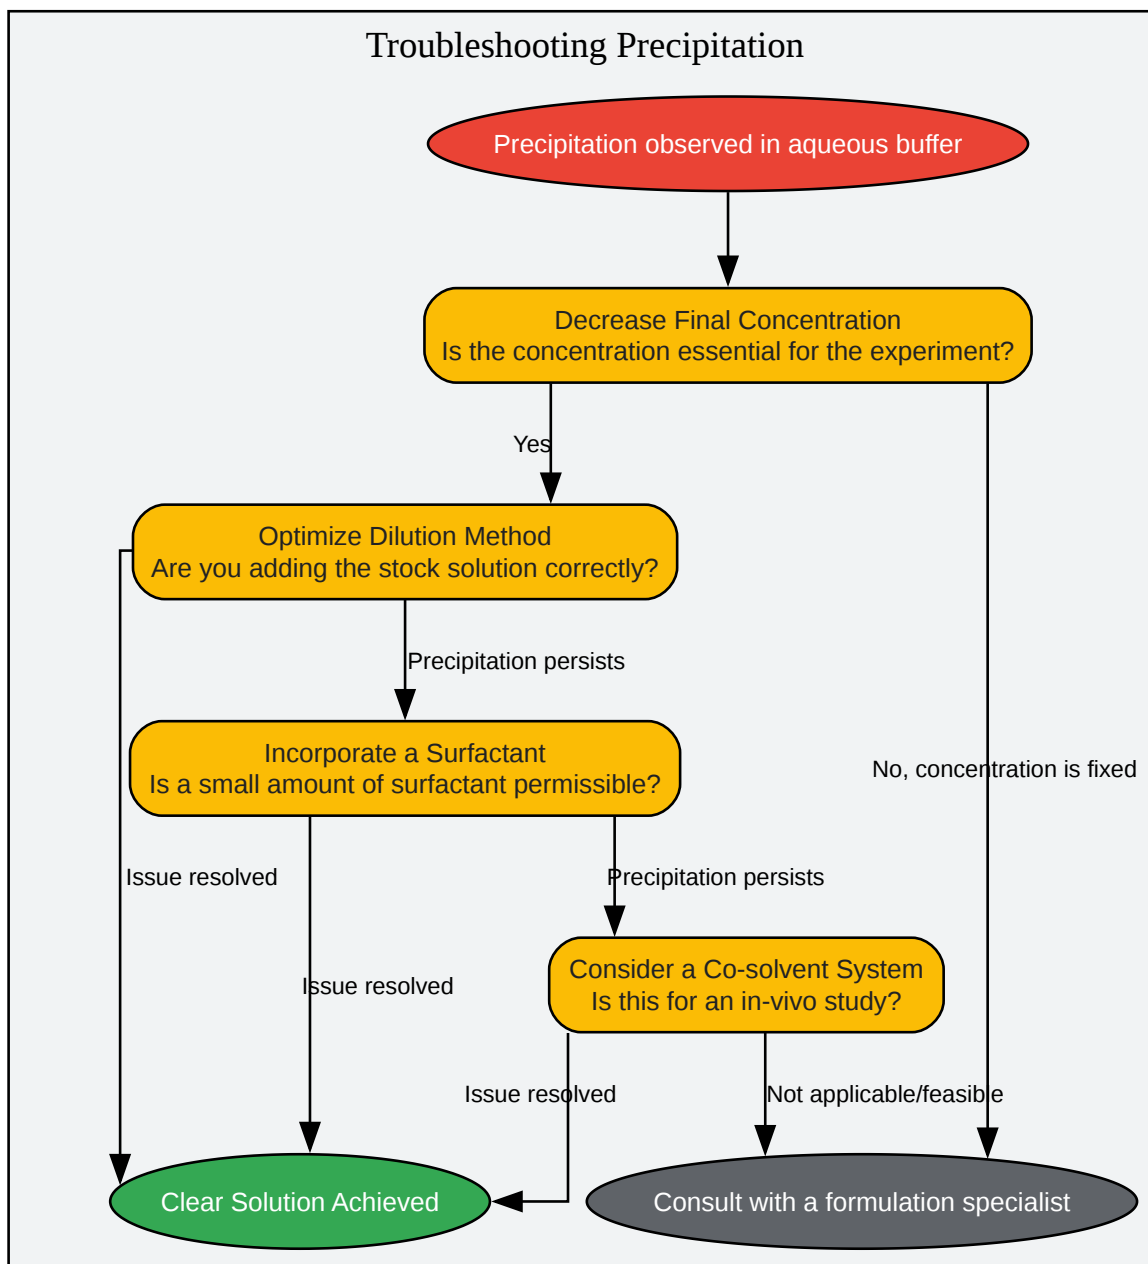 Troubleshooting Precipitation
Precipitation observed in aqueous buffer
Decrease Final Concentration
Is the concentration essential for the experiment?
Yes
Optimize Dilution Method
Are you adding the stock solution correctly?
Precipitation persists
Incorporate a Surfactant
Is a small amount of surfactant permissible?
No, concentration is fixed
Issue resolved
Precipitation persists
Consider a Co-solvent System
Is this for an in-vivo study?
Issue resolved
Issue resolved
Not applicable/feasible
Clear Solution Achieved
Consult with a formulation specialist